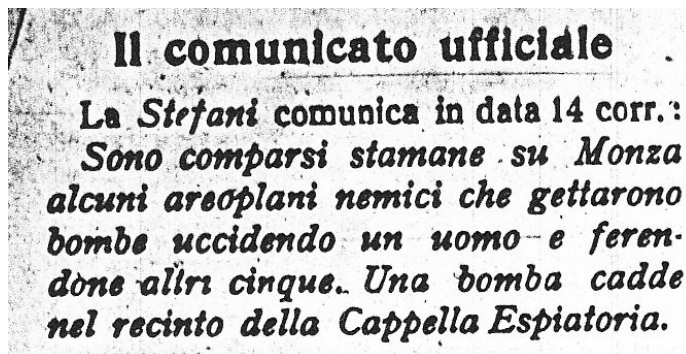 Il comunicato ufficiale
La Stefani comunica in data 14 corr.:
Sono comparsi stamane su Monza
alcuni areoplani nemici che gettarono
bombe uccidendo un uomo e feren-
done altri cinque. Una bomba cadde
nel recinto della Cappella Espiatoria.